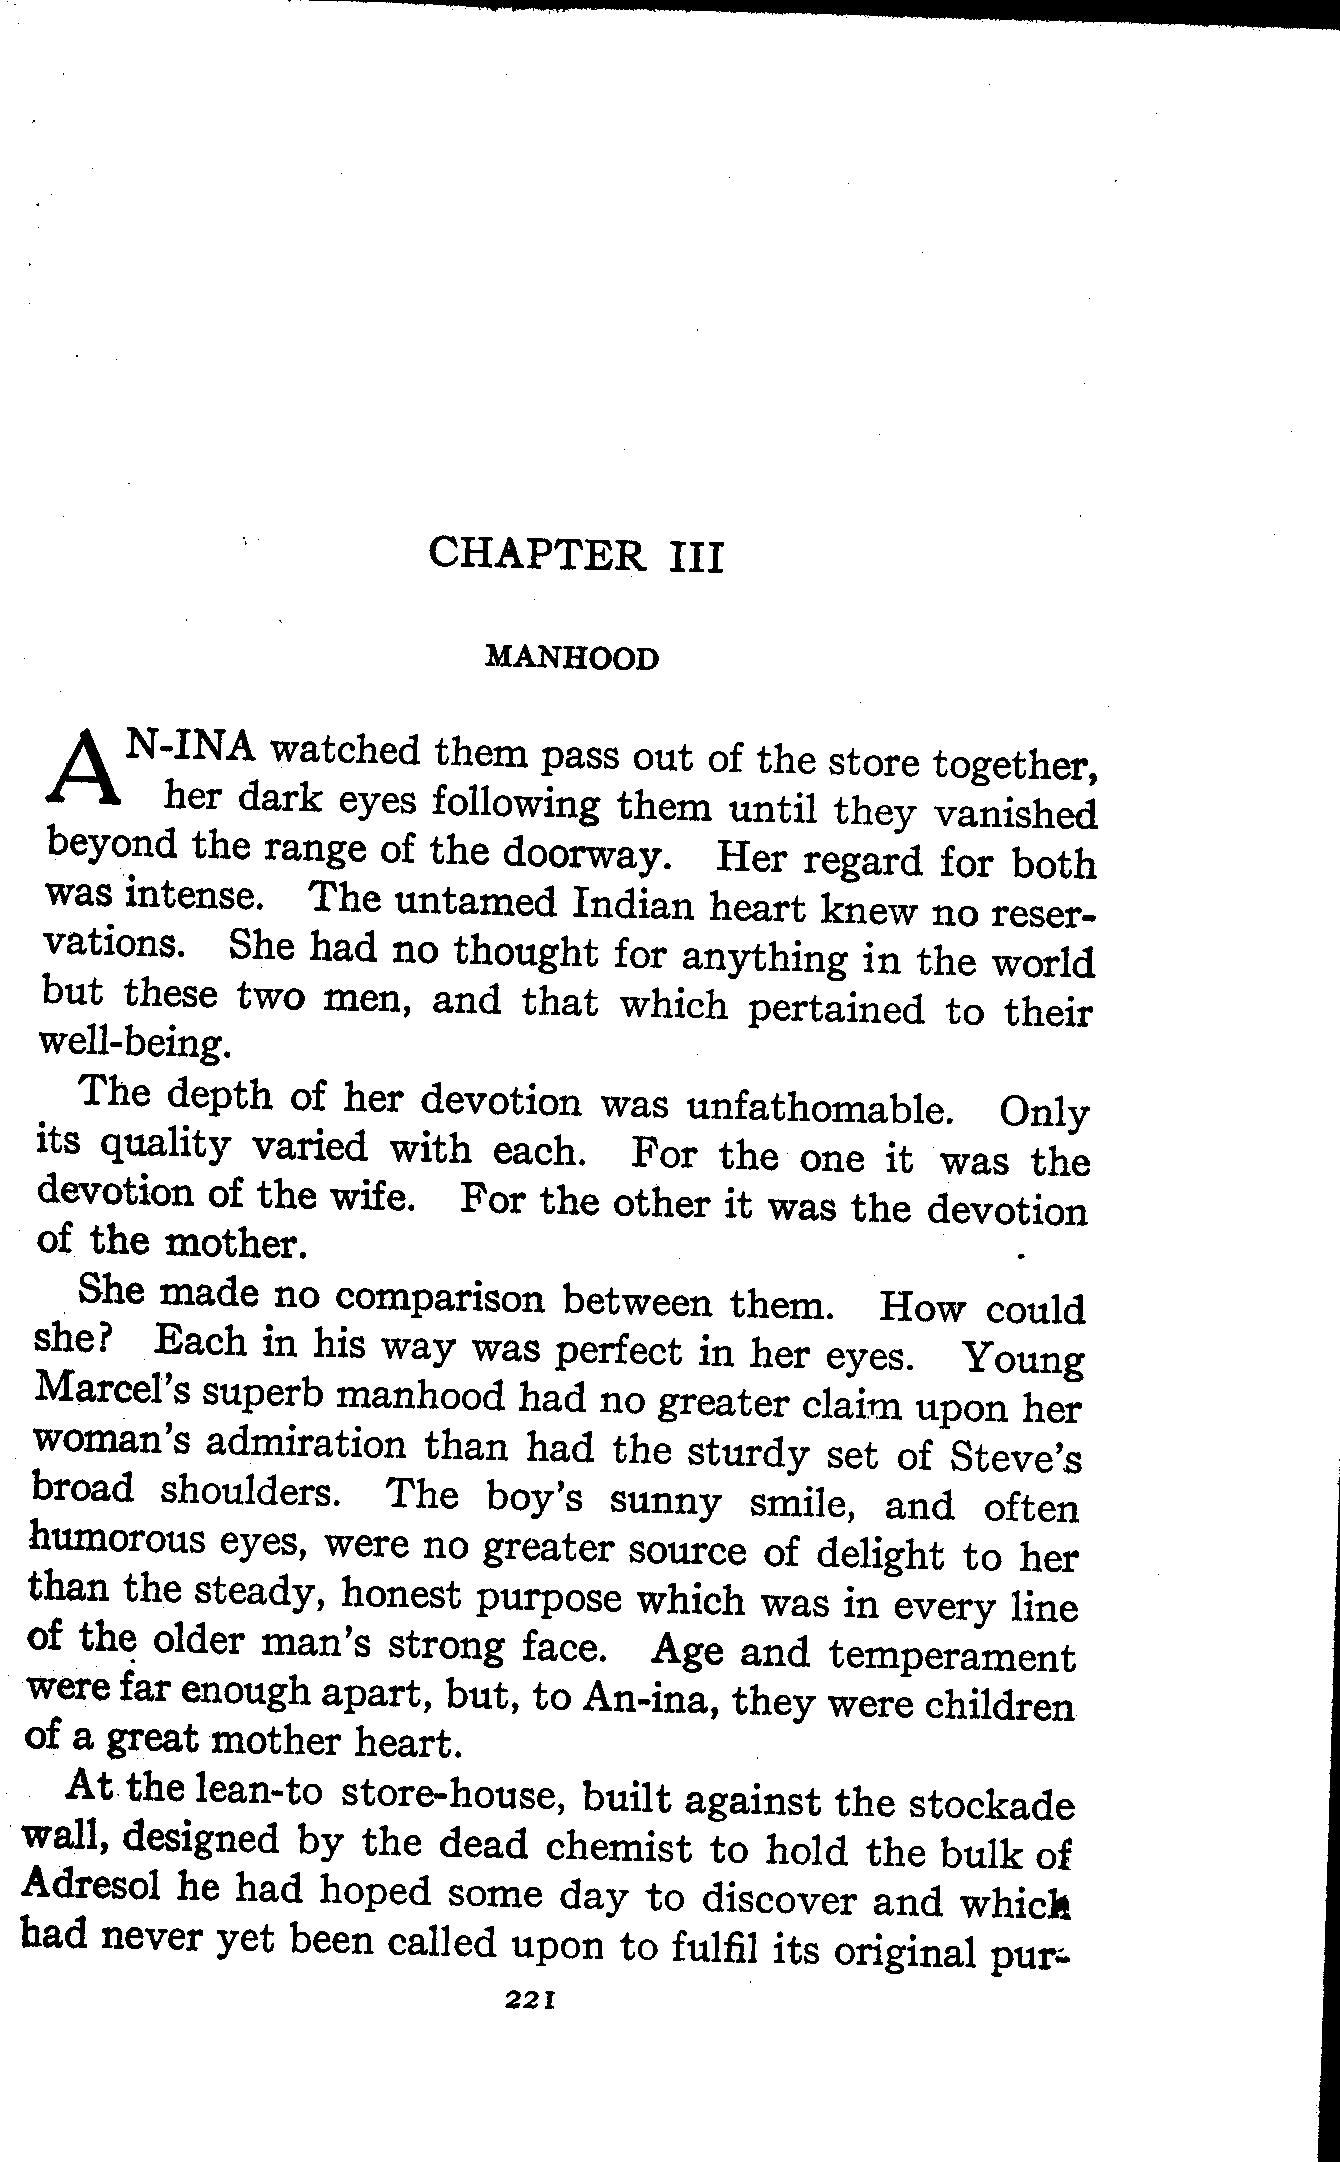 CHAPTER III
MANHOOD
AN-INA watched them pass out of the store together,
her dark eyes following them until they vanished
beyond the range of the doorway. Her regard for both
was intense. The untamed Indian heart knew no reser-
vations. She had no thought for anything in the world
but these two men, and that which pertained to their
well-being.
The depth of her devotion was unfathomable. Only
its quality varied with each. For the one it was the
devotion of the wife. For the other it was the devotion
of the mother.
She made no comparison between them. How could
she? Each in his way was perfect in her eyes. Young
Marcel's superb manhood had no greater claim upon her
woman's admiration than had the sturdy set of Steve's
broad shoulders. The boy's sunny smile, and often
humorous eyes, were no greater source of delight to her
than the steady, honest purpose which was in every line
of the older man's strong face. Age and temperament
were far enough apart, but, to An-ina, they were children
of a great mother heart.
At the lean-to store-house, built against the stockade
wall, designed by the dead chemist to hold the bulk of
Adresol he had hoped some day to discover and which
had never yet been called upon to fulfil its original pur-
221